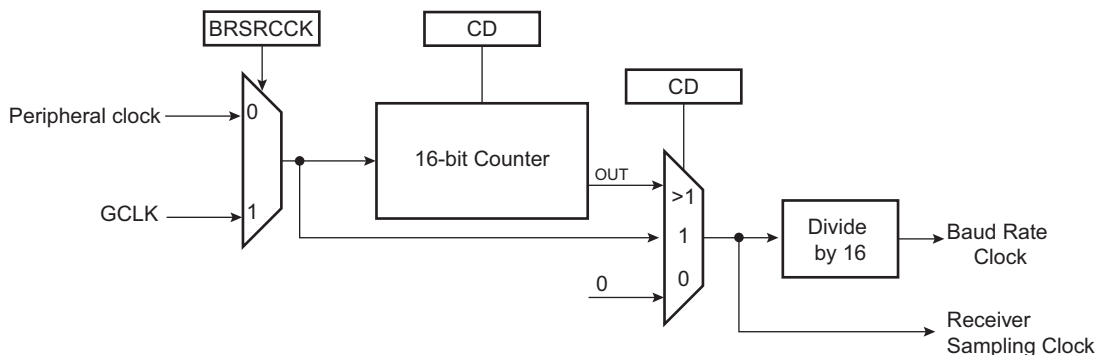 BRSRCCK
CD
CD
Peripheral clock
0
16-bit Counter
OUT
>1
GCLK
1
1
Divide
by 16
Baud Rate
Clock
0
0
Receiver
Sampling Clock